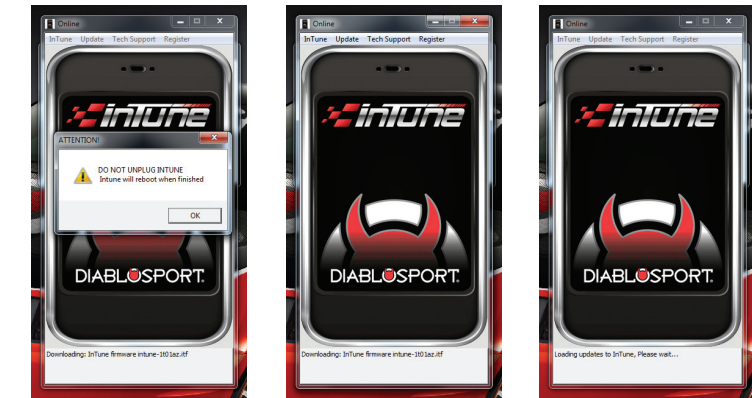 Online
InTune Update Tech Support Register
inTune
ATTENTION!
DO NOT UNPLUG INTUNE
Intune will reboot when finished
OK
DIABLOSPORT.
Downloading: InTune firmware intune-1t01az.itf
Online
InTune Update Tech Support Register
inTune
DIABLOSPORT.
Downloading: InTune firmware intune-1t01az.itf
Online
InTune Update Tech Support Register
inTune
DIABLOSPORT.
Loading updates to InTune, Please wait...